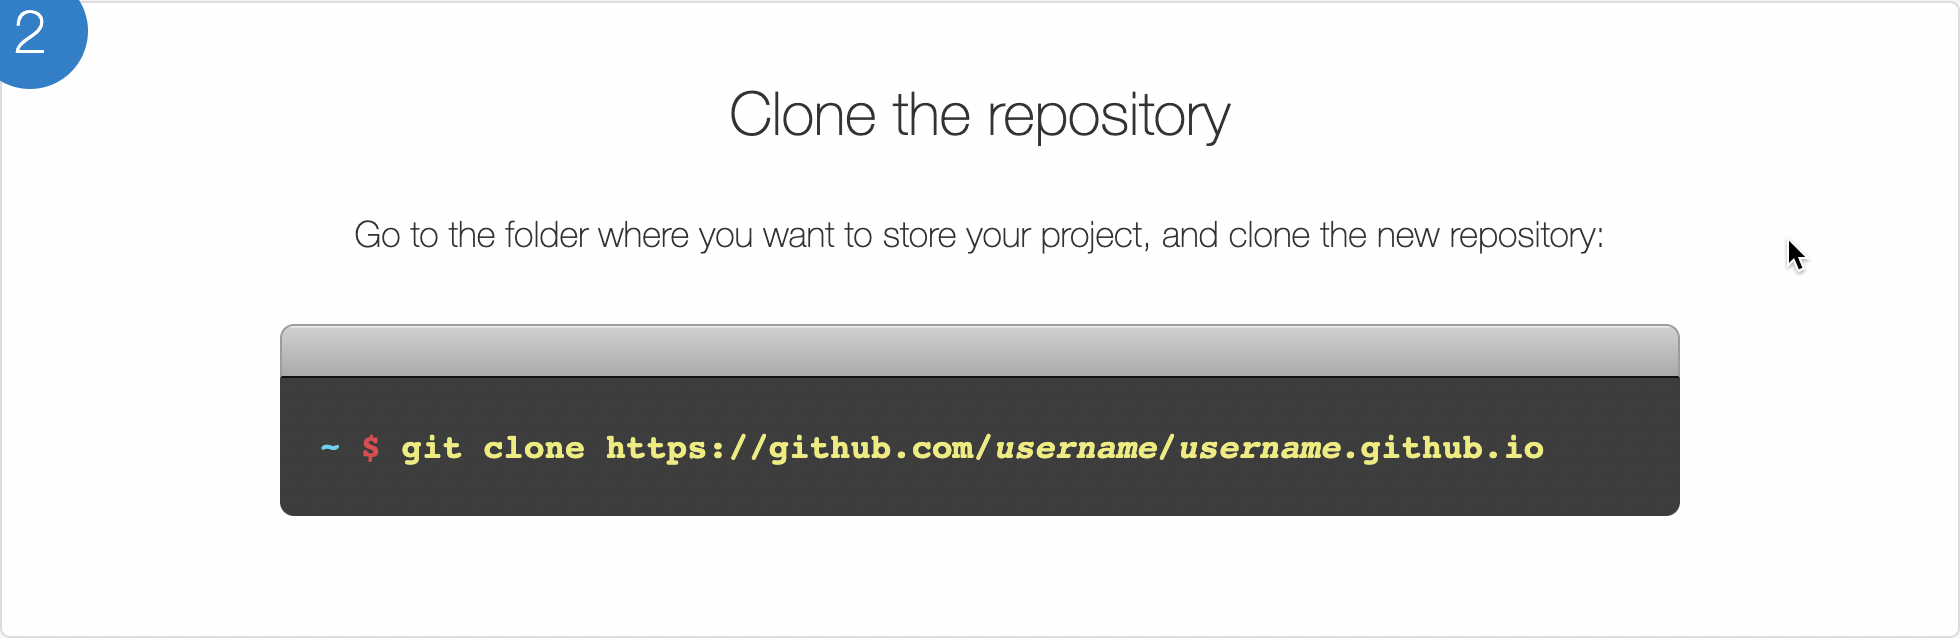 2
Clone the repository
Go to the folder where you want to store your project, and clone the new repository:
~ $ git clone https://github.com/username/username.github.io